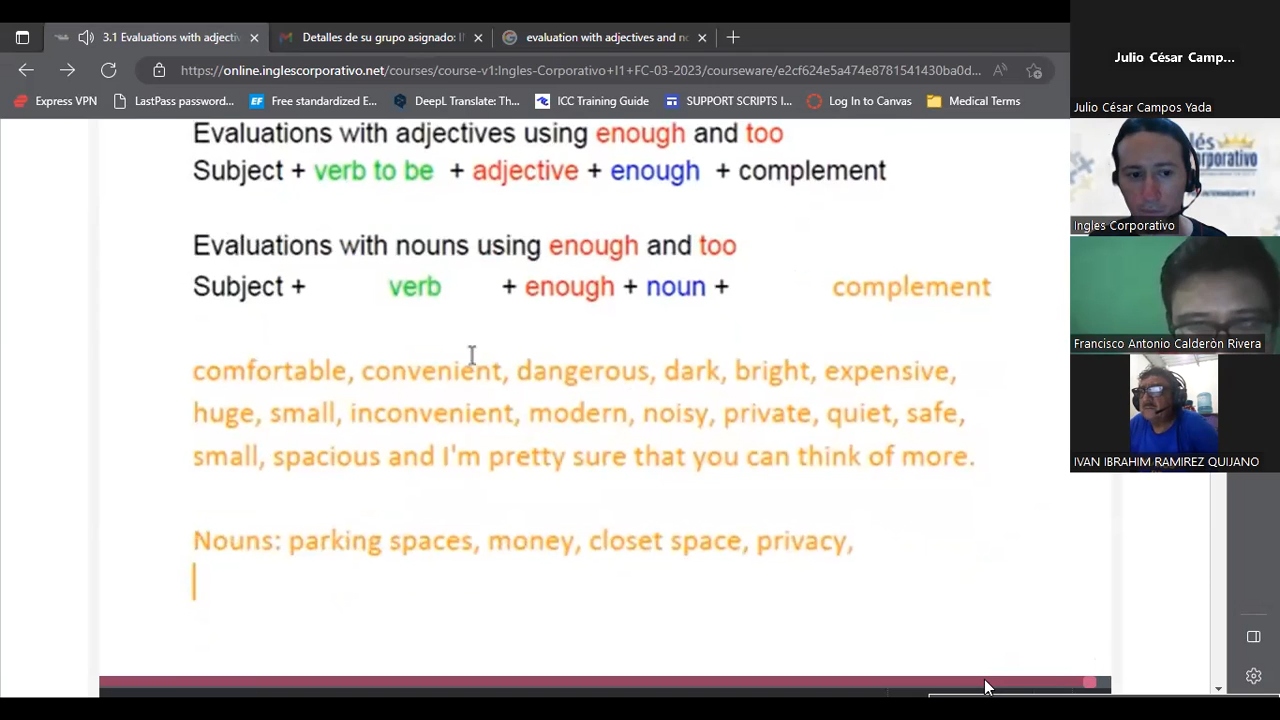 3.1 Evaluations with adjectiv
Detalles de su grupo asignado: I
evaluation with adjectives and n
https://online.inglescorporativo.net/courses/course-v1:Ingles-Corporativo+I1+FC-03-2023/courseware/e2cf624e5a474e8781541430ba0d...
Express VPN
LastPass password...
Free standardized E...
DeepL Translate: Th...
ICC Training Guide
SUPPORT SCRIPTS I...
Log In to Canvas
Medical Terms
Evaluations with adjectives using enough and too
Subject + verb to be + adjective + enough + complement
Evaluations with nouns using enough and too
Subject + verb + enough + noun + complement
comfortable, convenient, dangerous, dark, bright, expensive,
huge, small, inconvenient, modern, noisy, private, quiet, safe,
small, spacious and I'm pretty sure that you can think of more.
Nouns: parking spaces, money, closet space, privacy,
Julio César Camp...
Julio César Campos Yada
Ingles Corporativo
Francisco Antonio Calderòn Rivera
IVAN IBRAHIM RAMIREZ QUIJANO